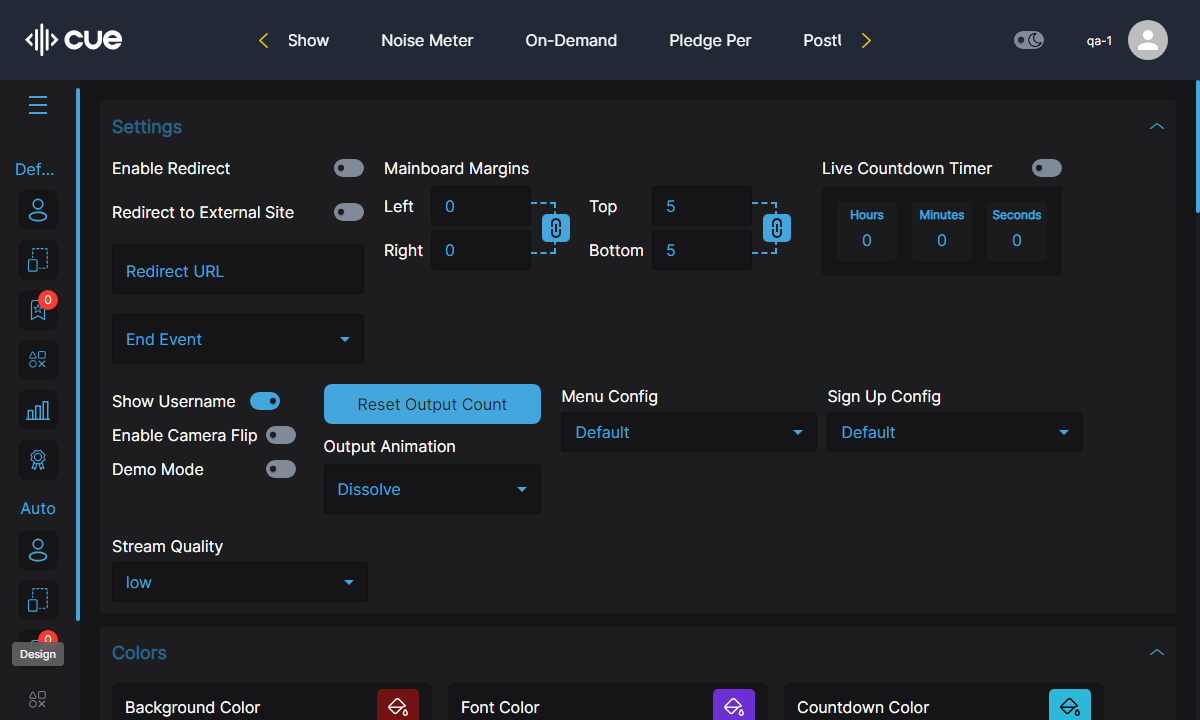 cue
Show
Noise Meter
On-Demand
Pledge Per
PostU
qa-1
Settings
Def...
Enable Redirect
Mainboard Margins
Live Countdown Timer
Redirect to External Site
Left 0
Top 5
Hours Minutes Seconds
0 0 0
Right 0
Bottom 5
Redirect URL
0
End Event
Show Username
Reset Output Count
Menu Config
Sign Up Config
Enable Camera Flip
Default
Default
Output Animation
Demo Mode
Dissolve
Auto
Stream Quality
low
0
Design
Colors
Background Color
Font Color
Countdown Color